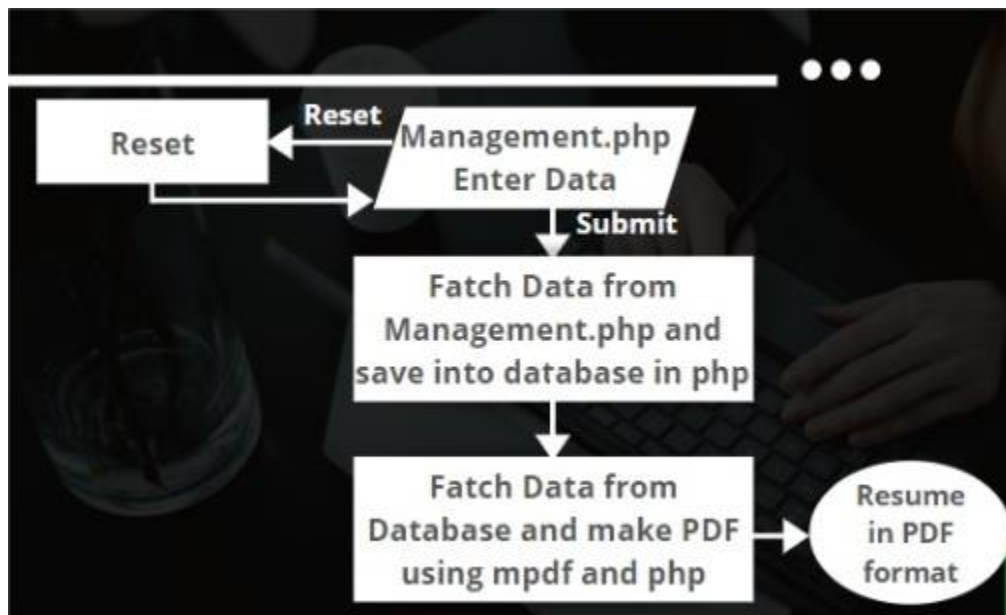 Reset
Reset
Management.php
Enter Data
Submit
Fatch Data from
Management.php and
save into database in php
Fatch Data from
Database and make PDF
using mpdf and php
Resume
in PDF
format